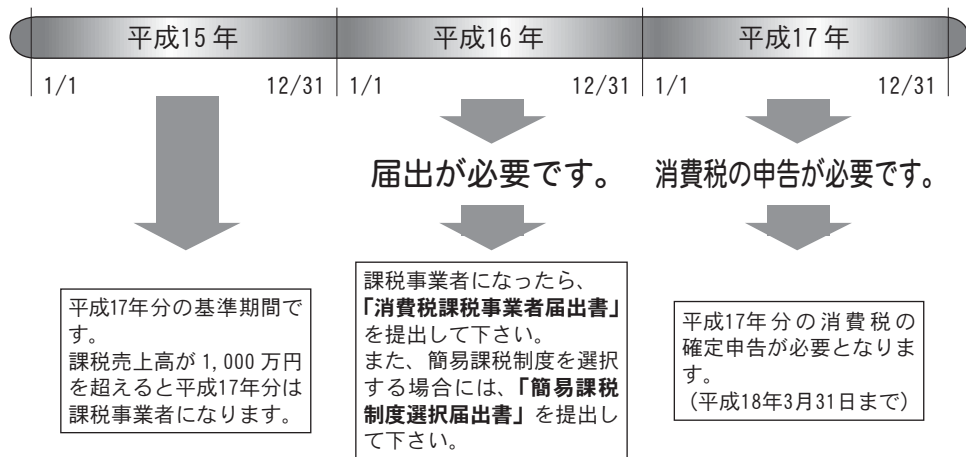 平成15年
平成16年
平成17年
1/1 12/31 1/1 12/31 1/1 12/31
届出が必要です。
消費税の申告が必要です。
平成17年分の基準期間で
す。
課税売上高が1,000万円
を超えると平成17年分は
課税事業者になります。
課税事業者になったら、
「消費税課税事業者届出書」
を提出して下さい。
また、簡易課税制度を選択
する場合には、「簡易課税
制度選択届出書」を提出し
て下さい。
平成17年分の消費税の
確定申告が必要となりま
す。
(平成18年3月31日まで)